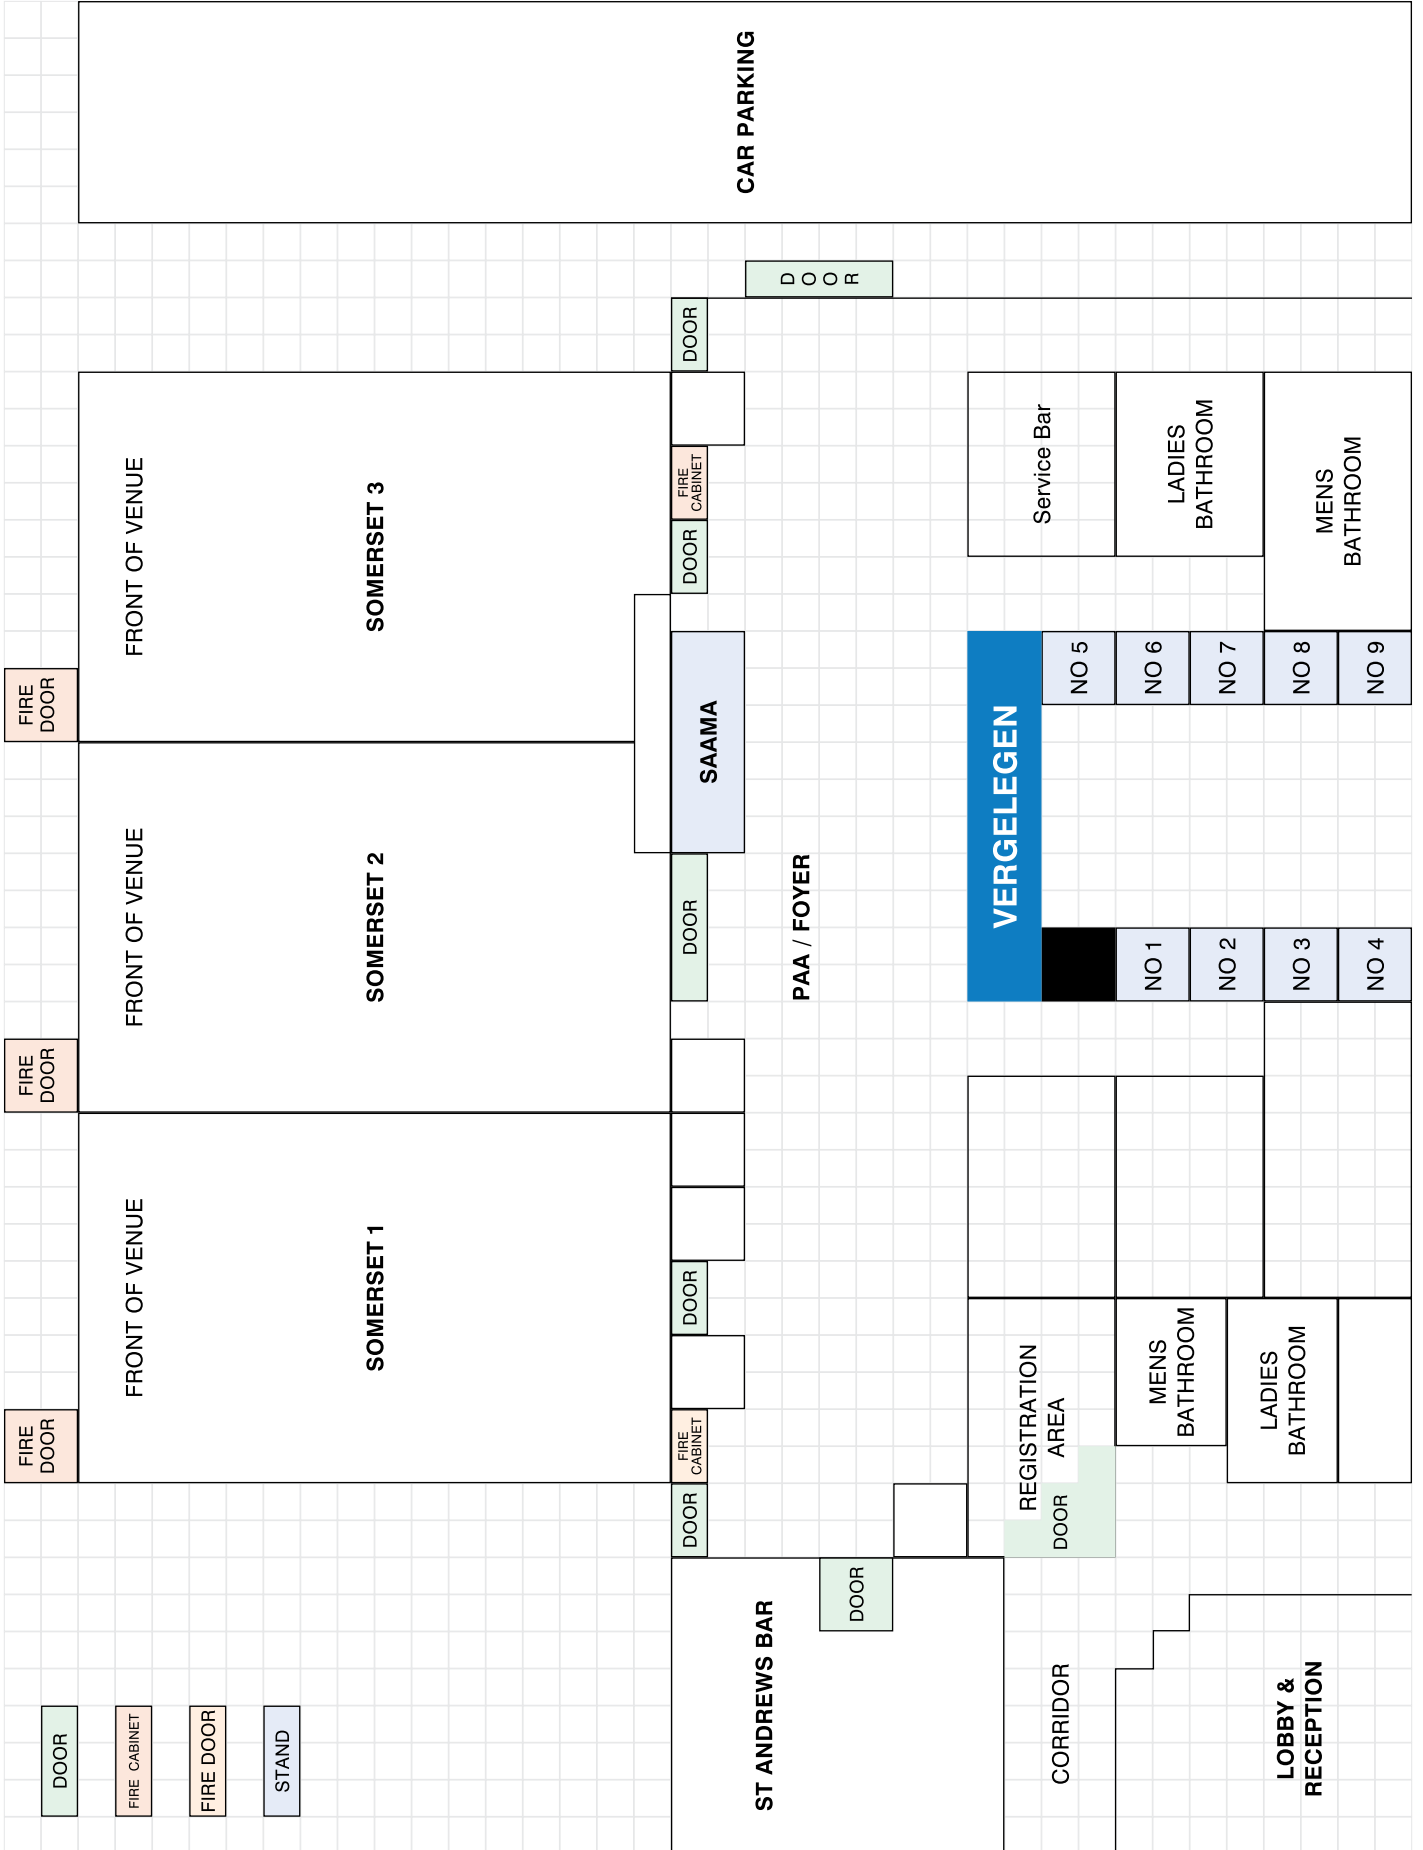 CAR PARKING
D
O
O
R
DOOR
FRONT OF VENUE
SOMERSET 3
FIRE
CABINET
DOOR
Service Bar
LADIES
BATHROOM
MENS
BATHROOM
FIRE
DOOR
SAAMA
VERGELEGEN
NO 5
NO 6
NO 7
NO 8
NO 9
FRONT OF VENUE
SOMERSET 2
DOOR
PAA / FOYER
NO 1
NO 2
NO 3
NO 4
FIRE
DOOR
FRONT OF VENUE
SOMERSET 1
DOOR
FIRE
DOOR
FIRE
CABINET
DOOR
REGISTRATION
AREA
DOOR
MENS
BATHROOM
LADIES
BATHROOM
ST ANDREWS BAR
DOOR
CORRIDOR
LOBBY &
RECEPTION
DOOR
FIRE CABINET
FIRE DOOR
STAND